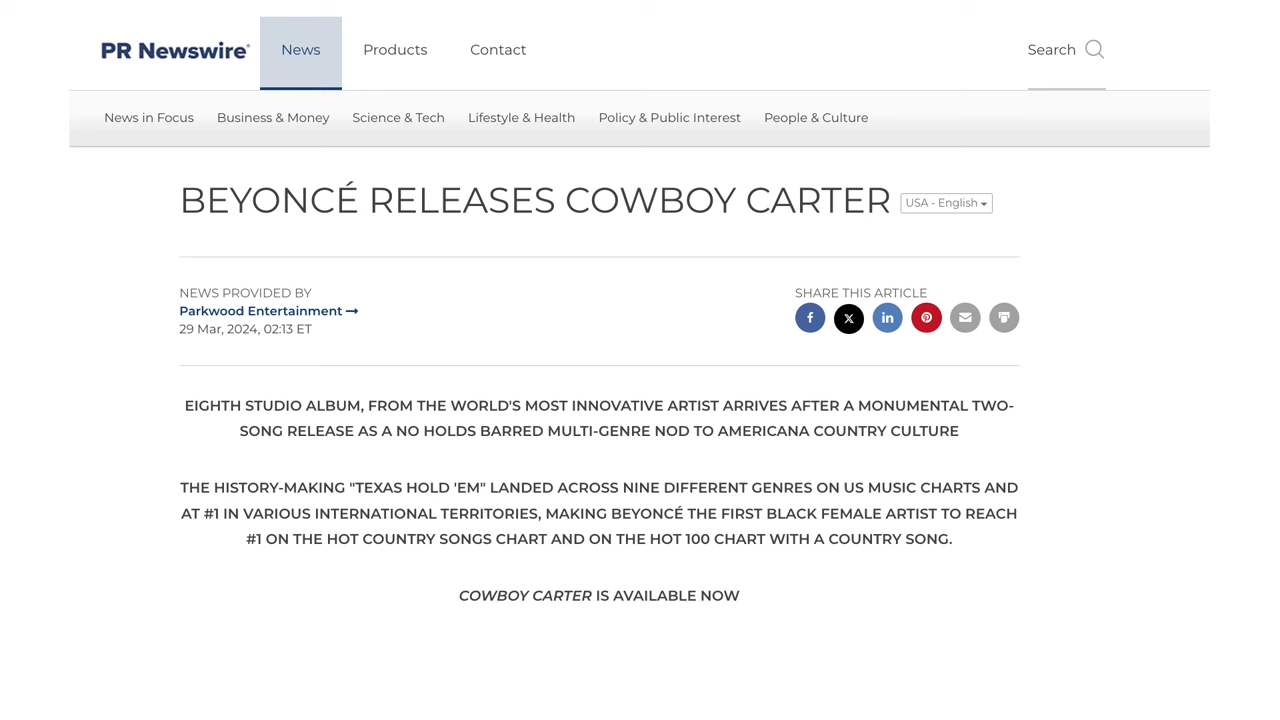 PR Newswire®
News
Products
Contact
Search
News in Focus
Business & Money
Science & Tech
Lifestyle & Health
Policy & Public Interest
People & Culture
BEYONCÉ RELEASES COWBOY CARTER
USA - English
NEWS PROVIDED BY
Parkwood Entertainment
29 Mar, 2024, 02:13 ET
SHARE THIS ARTICLE
EIGHTH STUDIO ALBUM, FROM THE WORLD'S MOST INNOVATIVE ARTIST ARRIVES AFTER A MONUMENTAL TWO-
SONG RELEASE AS A NO HOLDS BARRED MULTI-GENRE NOD TO AMERICANA COUNTRY CULTURE
THE HISTORY-MAKING "TEXAS HOLD 'EM" LANDED ACROSS NINE DIFFERENT GENRES ON US MUSIC CHARTS AND
AT #1 IN VARIOUS INTERNATIONAL TERRITORIES, MAKING BEYONCÉ THE FIRST BLACK FEMALE ARTIST TO REACH
#1 ON THE HOT COUNTRY SONGS CHART AND ON THE HOT 100 CHART WITH A COUNTRY SONG.
COWBOY CARTER IS AVAILABLE NOW